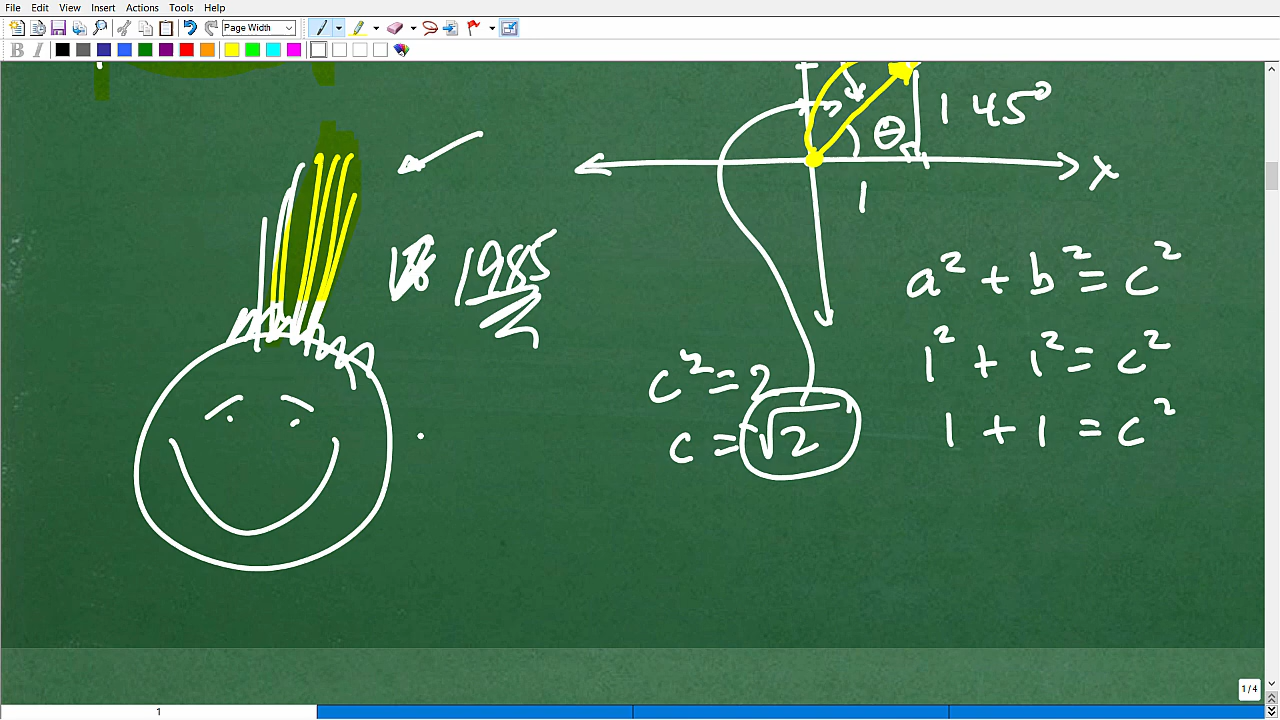 File Edit View Insert Actions Tools Help
Page Width
B I
1 45°
θ
x
1
1985
a² + b² = c²
1² + 1² = c²
c² = 2
1 + 1 = c²
c = √2
1/4
1